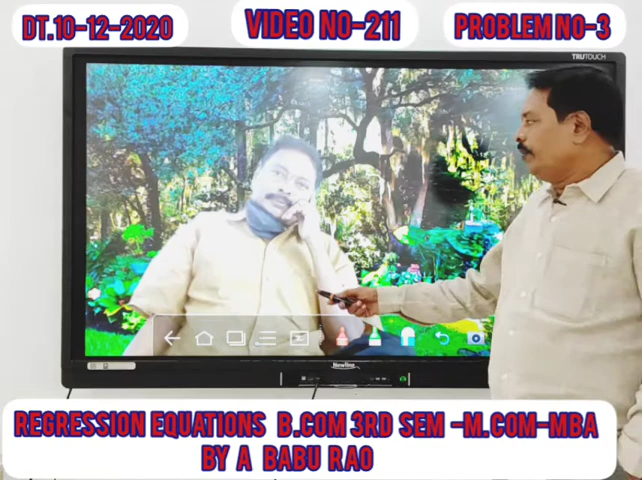 DT.10-12-2020
VIDEO NO-211
PROBLEM NO-3
TRUTOUCH
Newline
REGRESSION EQUATIONS B.COM 3RD SEM -M.COM-MBA
BY A BABU RAO